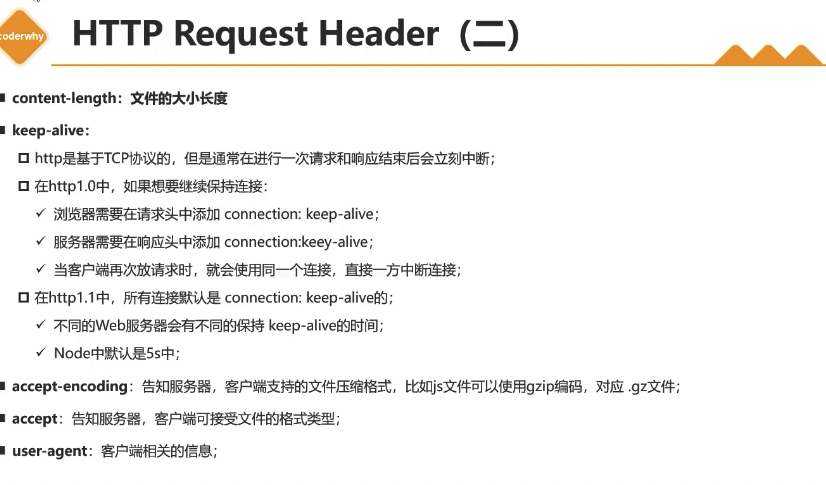 coderwhy
HTTP Request Header（二）
content-length：文件的大小长度
keep-alive：
http是基于TCP协议的，但是通常在进行一次请求和响应结束后会立刻中断；
在http1.0中，如果想要继续保持连接：
浏览器需要在请求头中添加 connection: keep-alive；
服务器需要在响应头中添加 connection:keey-alive；
当客户端再次放请求时，就会使用同一个连接，直接一方中断连接；
在http1.1中，所有连接默认是 connection: keep-alive的；
不同的Web服务器会有不同的保持 keep-alive的时间；
Node中默认是5s中；
accept-encoding：告知服务器，客户端支持的文件压缩格式，比如js文件可以使用gzip编码，对应 .gz文件；
accept：告知服务器，客户端可接受文件的格式类型；
user-agent：客户端相关的信息；